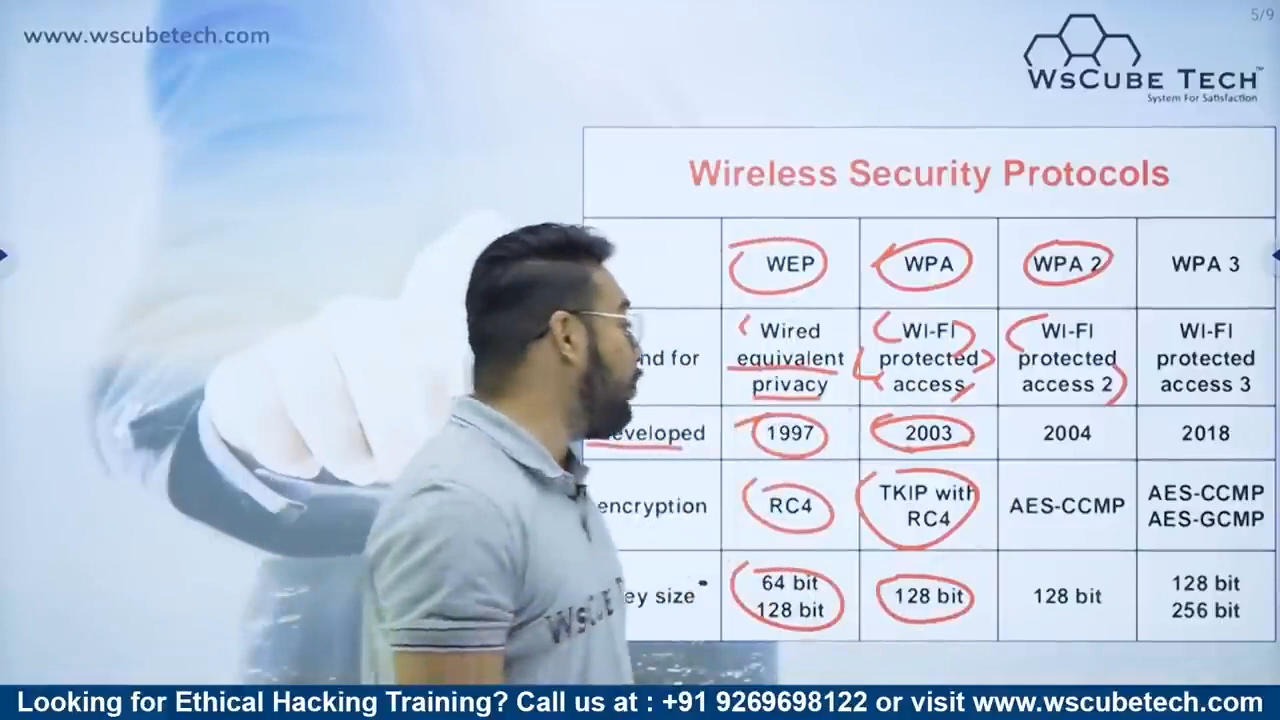 5/9
www.wscubetech.com
WSCUBE TECH™
System For Satisfaction
Wireless Security Protocols
WEP
WPA
WPA 2
WPA 3
nd for
Wired
equivalent
privacy
WI-FI
protected
access
WI-FI
protected
access 2
WI-FI
protected
access 3
developed
1997
2003
2004
2018
encryption
RC4
TKIP with
RC4
AES-CCMP
AES-CCMP
AES-GCMP
ey size
64 bit
128 bit
128 bit
128 bit
128 bit
256 bit
Looking for Ethical Hacking Training? Call us at : +91 9269698122 or visit www.wscubetech.com